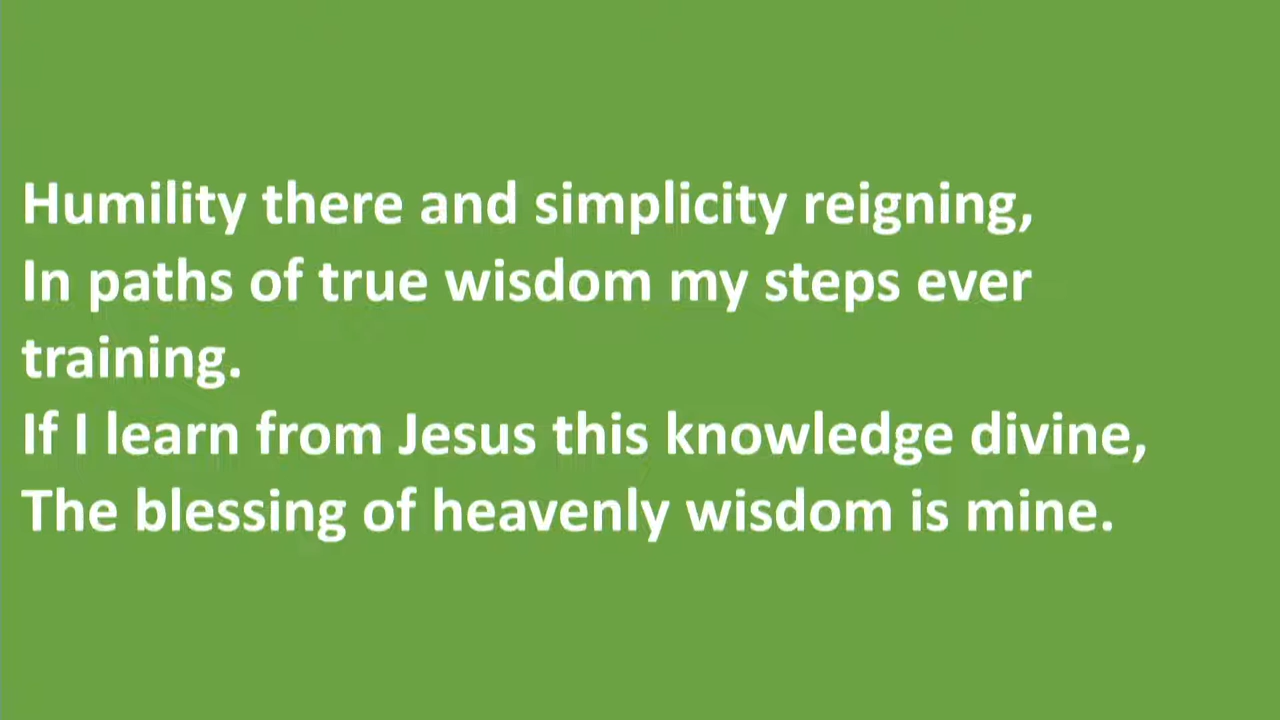 Humility there and simplicity reigning,
In paths of true wisdom my steps ever
training.
If I learn from Jesus this knowledge divine,
The blessing of heavenly wisdom is mine.